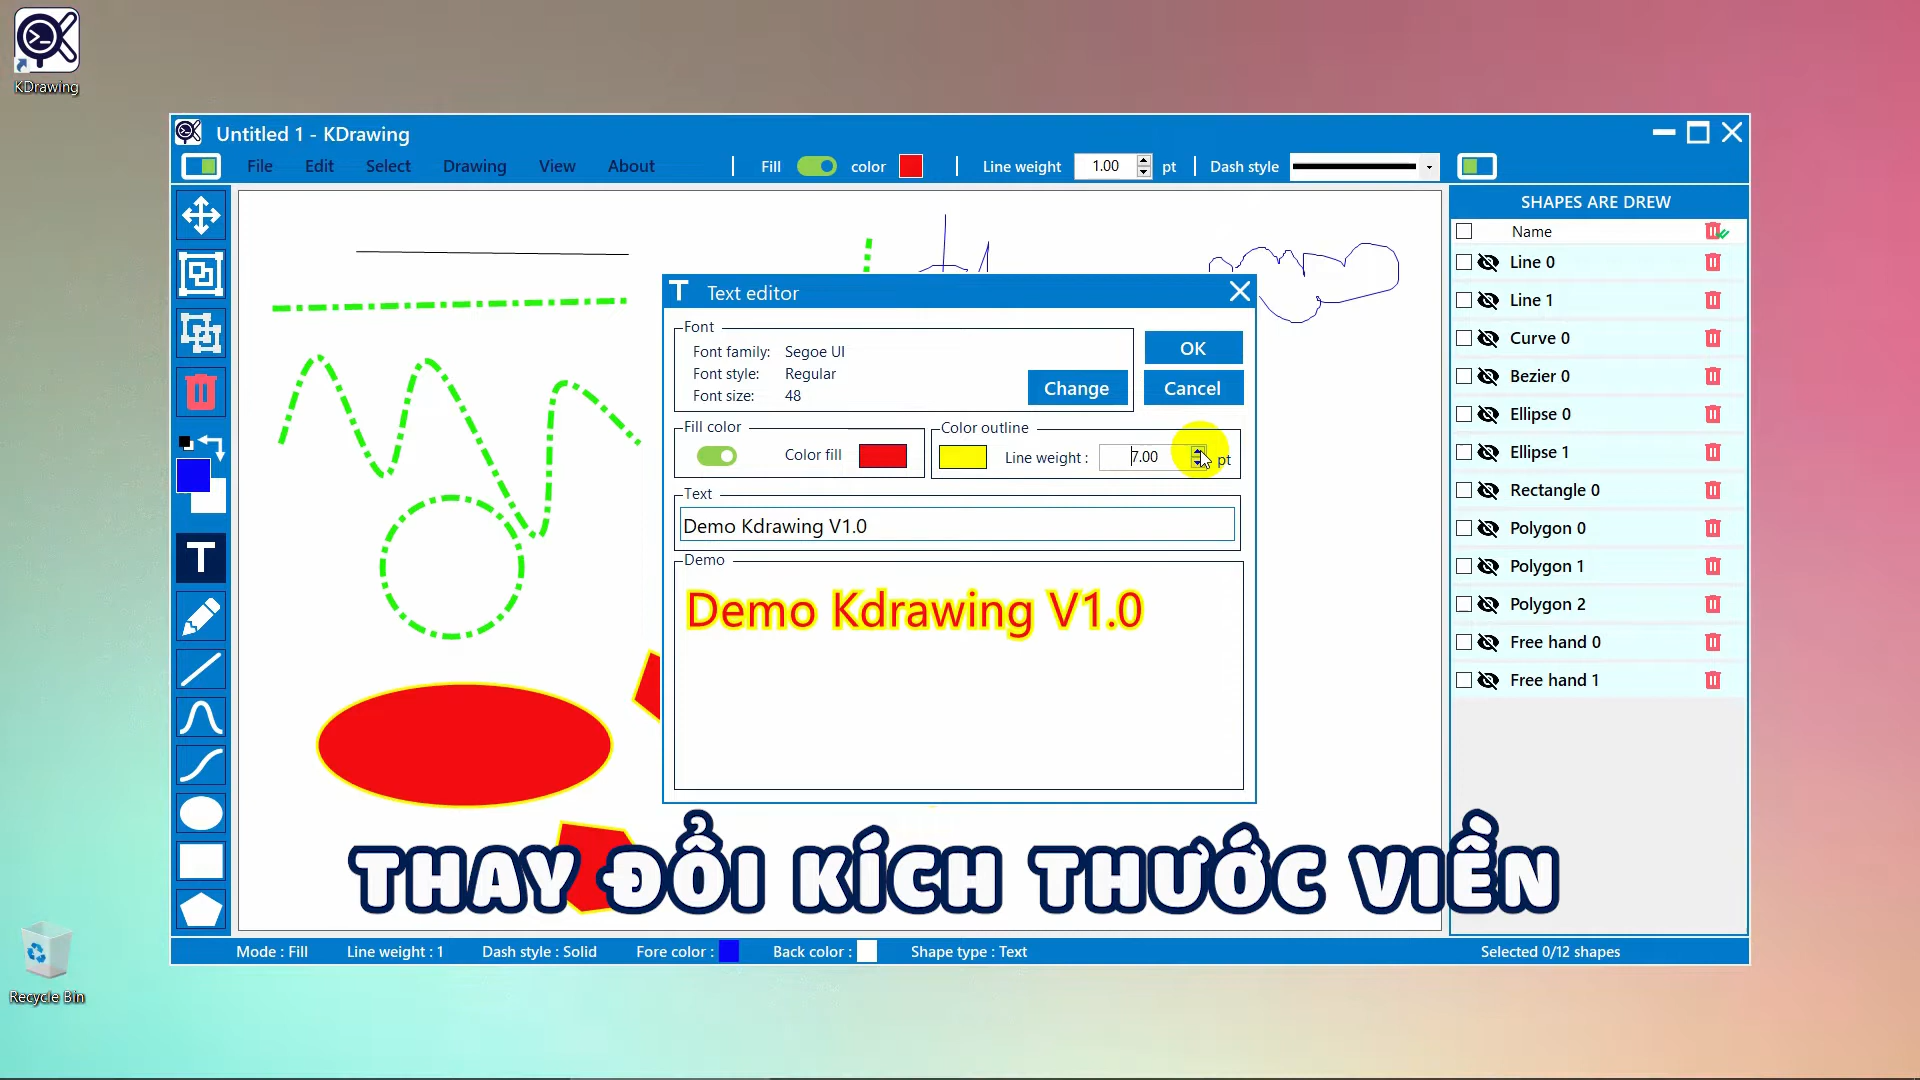 KDrawing
Untitled 1 - KDrawing
File Edit Select Drawing View About Fill color Line weight 1.00 pt Dash style
SHAPES ARE DREW
Name
Line 0
Line 1
Curve 0
Bezier 0
Ellipse 0
Ellipse 1
Rectangle 0
Polygon 0
Polygon 1
Polygon 2
Free hand 0
Free hand 1
T Text editor
Font
Font family: Segoe UI
Font style: Regular
Font size: 48
OK
Change
Cancel
Fill color
Color fill
Color outline
Line weight : 7.00 pt
Text
Demo Kdrawing V1.0
Demo
Demo Kdrawing V1.0
T
THAY ĐỔI KÍCH THƯỚC VIỀN
Mode : Fill Line weight : 1 Dash style : Solid Fore color : Back color : Shape type : Text Selected 0/12 shapes
Recycle Bin